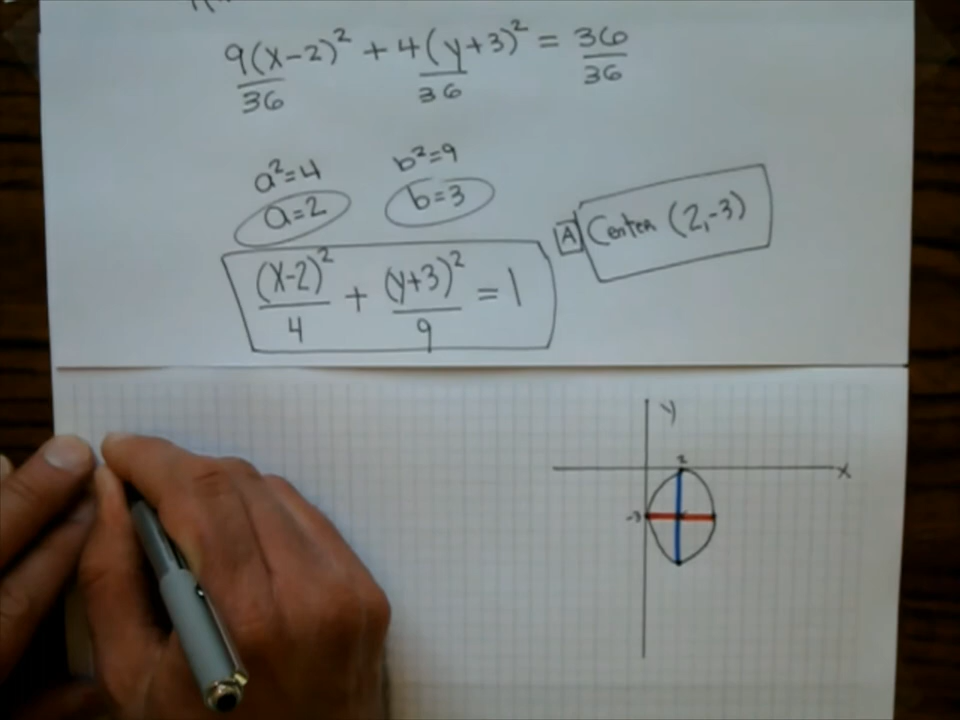 9(x-2)² + 4(y+3)² = 36
36 36 36
a²=4 b²=9
a=2 b=3
A Center (2,-3)
(x-2)² + (y+3)² = 1
4 9
y
2
x
-3